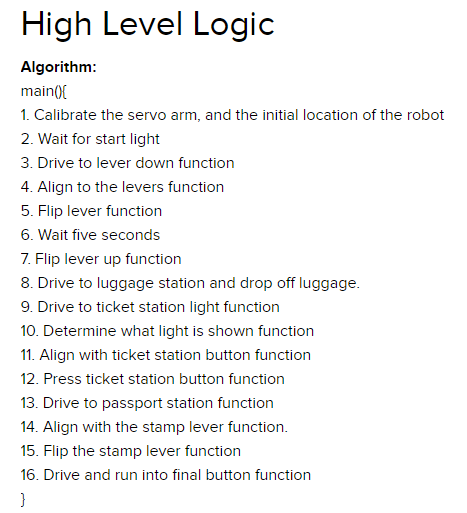 High Level Logic
Algorithm:
main(){
1. Calibrate the servo arm, and the initial location of the robot
2. Wait for start light
3. Drive to lever down function
4. Align to the levers function
5. Flip lever function
6. Wait five seconds
7. Flip lever up function
8. Drive to luggage station and drop off luggage.
9. Drive to ticket station light function
10. Determine what light is shown function
11. Align with ticket station button function
12. Press ticket station button function
13. Drive to passport station function
14. Align with the stamp lever function.
15. Flip the stamp lever function
16. Drive and run into final button function
}